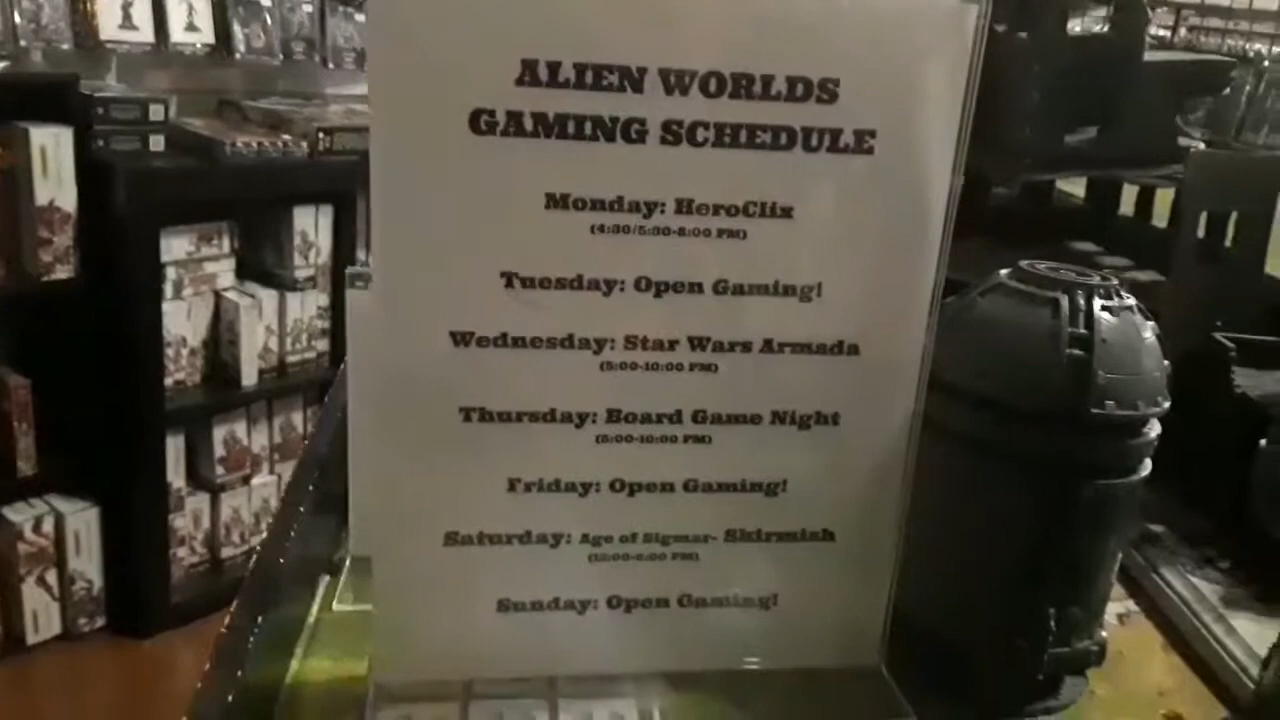 ALIEN WORLDS
GAMING SCHEDULE
Monday: HeroClix
(4:30/5:30-8:00 PM)
Tuesday: Open Gaming!
Wednesday: Star Wars Armada
(5:00-10:00 PM)
Thursday: Board Game Night
(5:00-10:00 PM)
Friday: Open Gaming!
Saturday: Age of Sigmar- Skirmish
Sunday: Open Gaming!